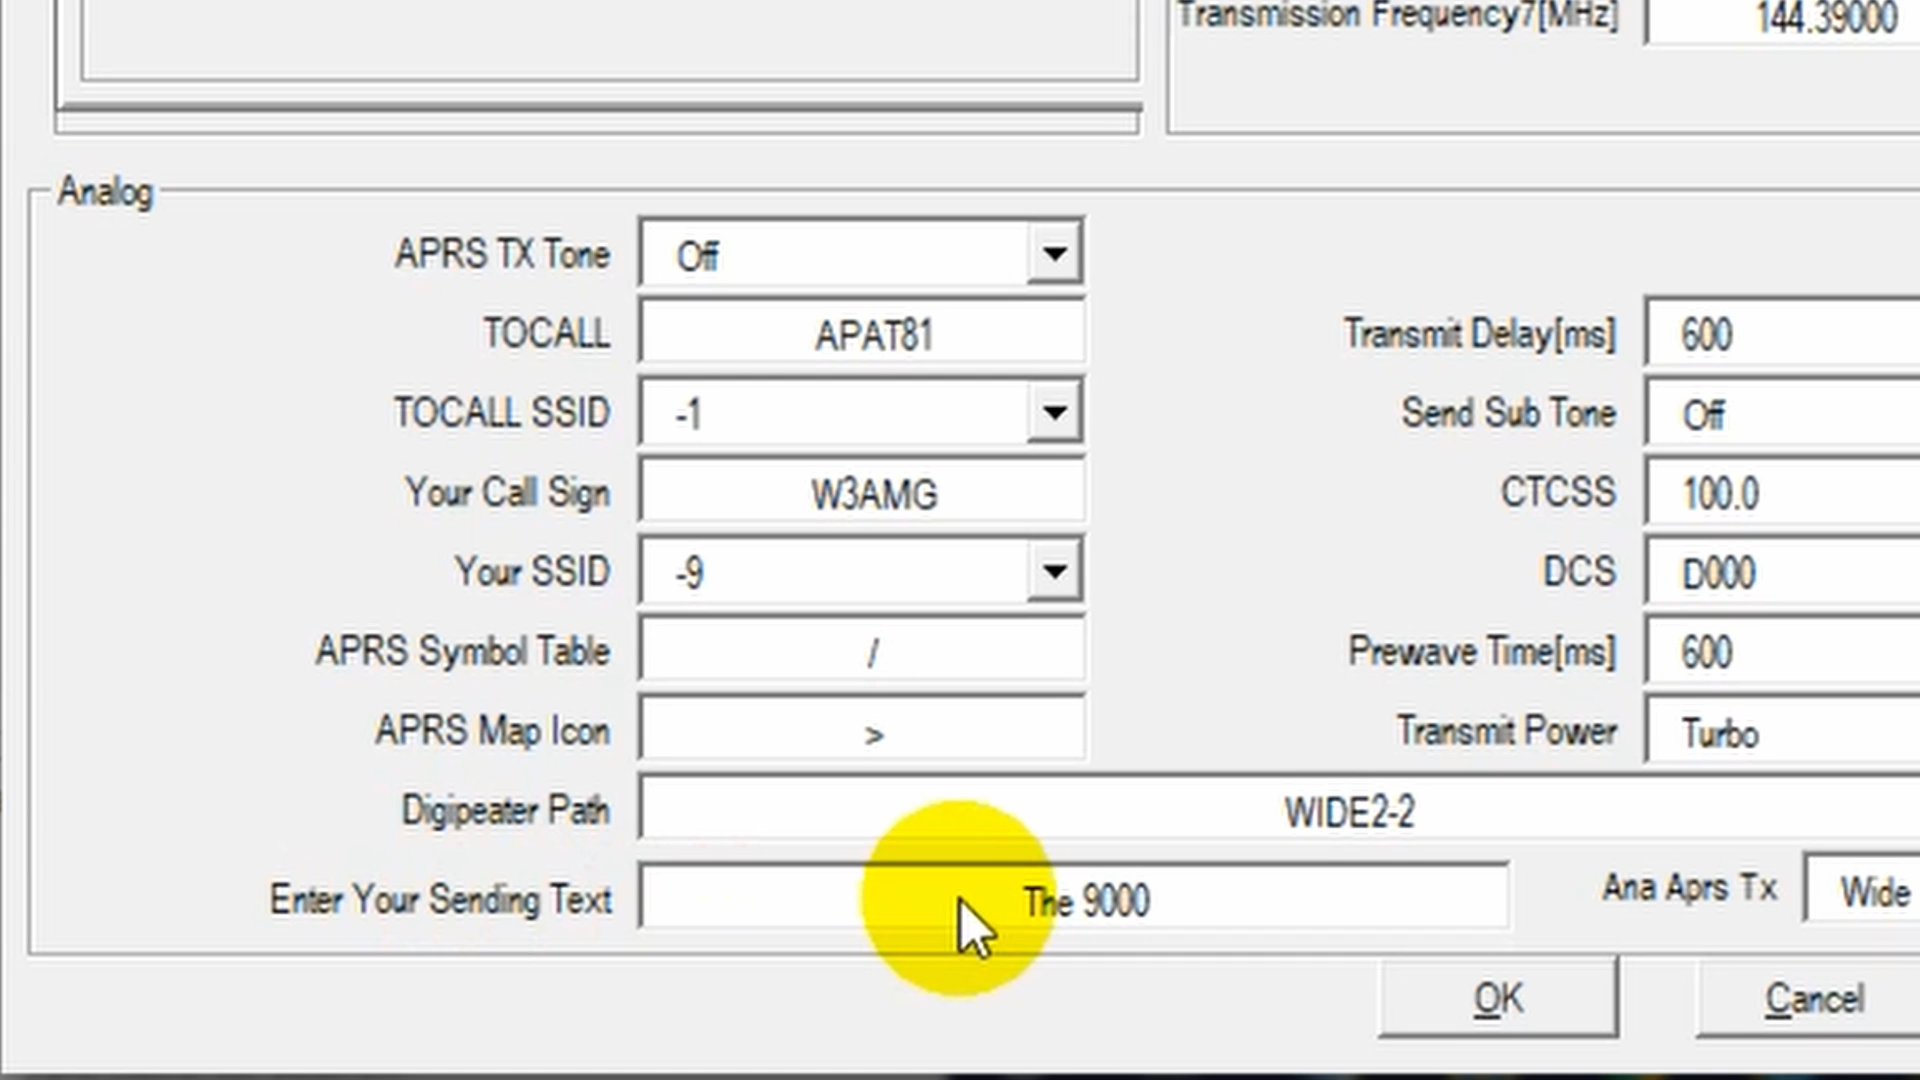 Transmission Frequency7[MHz] 144.39000
Analog
APRS TX Tone Off
TOCALL APAT81 Transmit Delay[ms] 600
TOCALL SSID -1 Send Sub Tone Off
Your Call Sign W3AMG CTCSS 100.0
Your SSID -9 DCS D000
APRS Symbol Table / Prewave Time[ms] 600
APRS Map Icon > Transmit Power Turbo
Digipeater Path WIDE2-2
Enter Your Sending Text The 9000 Ana Aprs Tx Wide
OK Cancel